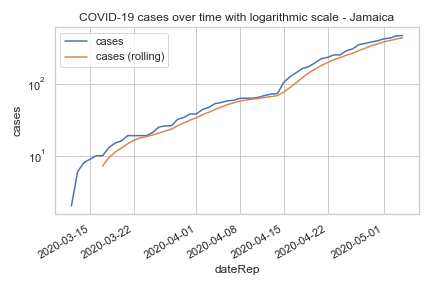 COVID-19 cases over time with logarithmic scale - Jamaica
cases
cases (rolling)
10²
10¹
cases
2020-03-15
2020-03-22
2020-04-01
2020-04-08
2020-04-15
2020-04-22
2020-05-01
dateRep